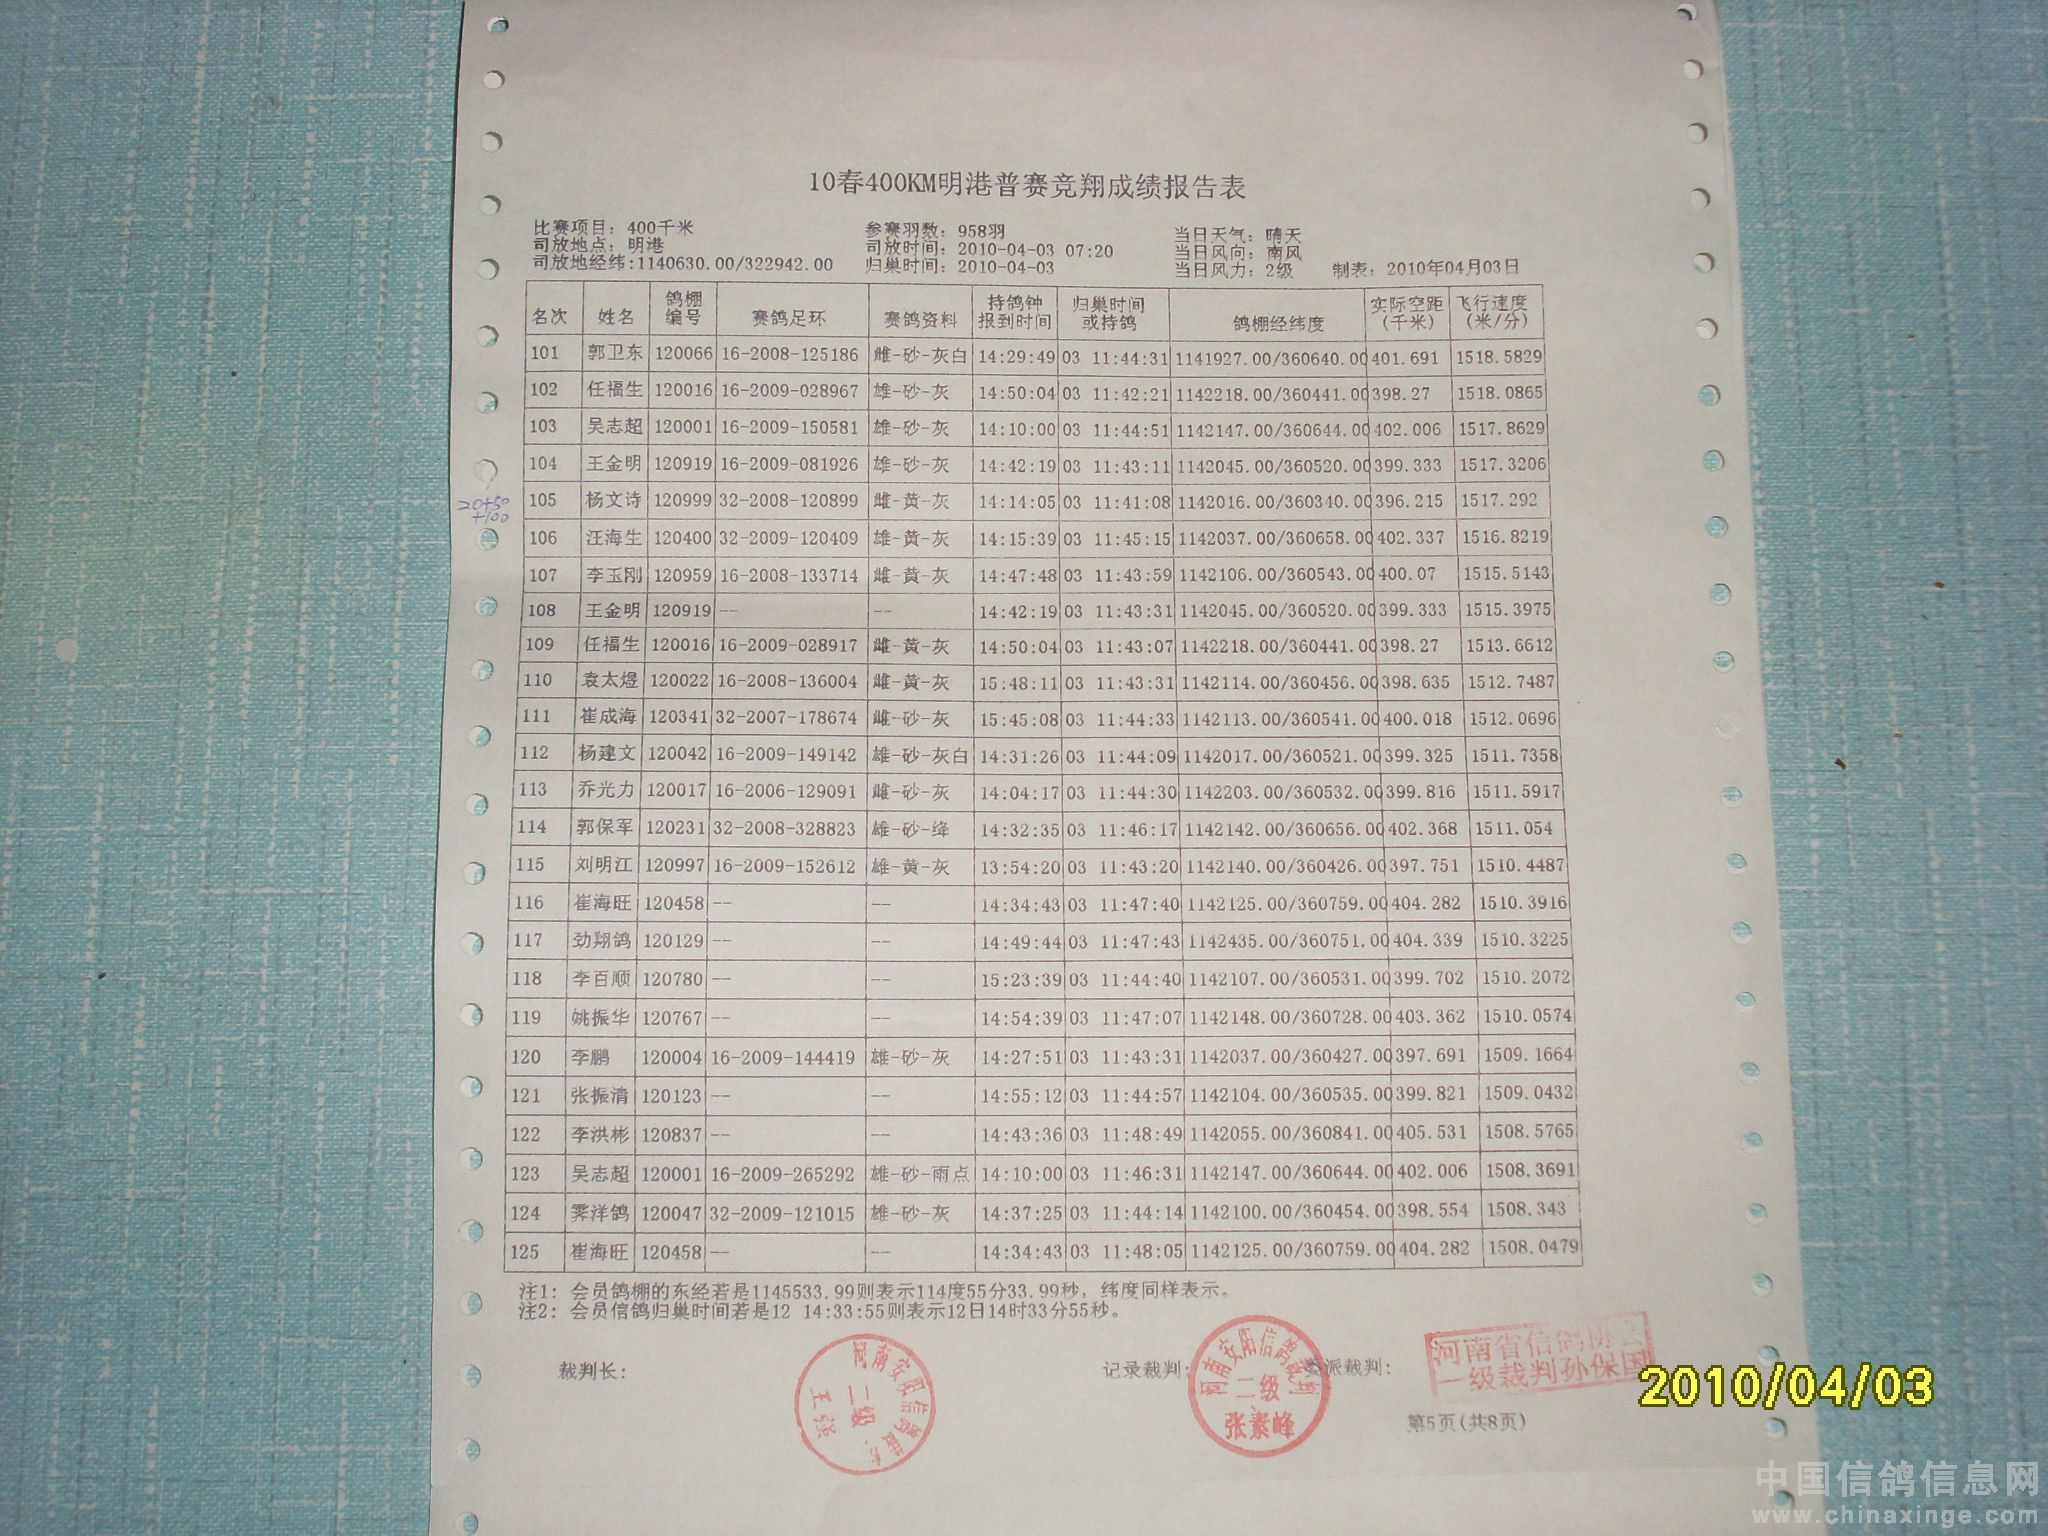 10春400KM明港普赛竞翔成绩报告表
比赛项目: 400千米 参赛羽数: 958羽 当日天气: 晴天
司放地点: 明港 司放时间: 2010-04-03 07:20 当日风向: 南风
司放地经纬:1140630.00/322942.00 归巢时间: 2010-04-03 当日风力: 2级 制表: 2010年04月03日
名次 姓名 鸽棚编号 赛鸽足环 赛鸽资料 持鸽钟报到时间 归巢时间或持鸽 鸽棚经纬度 实际空距(千米) 飞行速度(米/分)
101 郭卫东 120066 16-2008-125186 雌-砂-灰白 14:29:49 03 11:44:31 1141927.00/360640.00 401.691 1518.5829
102 任福生 120016 16-2009-028967 雄-砂-灰 14:50:04 03 11:42:21 1142218.00/360441.00 398.27 1518.0865
103 吴志超 120001 16-2009-150581 雄-砂-灰 14:10:00 03 11:44:51 1142147.00/360644.00 402.006 1517.8629
104 王金明 120919 16-2009-081926 雄-砂-灰 14:42:19 03 11:43:11 1142045.00/360520.00 399.333 1517.3206
105 杨文诗 120999 32-2008-120899 雌-黄-灰 14:14:05 03 11:41:08 1142016.00/360340.00 396.215 1517.292
20+50
+100
106 汪海生 120400 32-2009-120409 雄-黄-灰 14:15:39 03 11:45:15 1142037.00/360658.00 402.337 1516.8219
107 李玉刚 120959 16-2008-133714 雌-黄-灰 14:47:48 03 11:43:59 1142106.00/360543.00 400.07 1515.5143
108 王金明 120919 -- -- 14:42:19 03 11:43:31 1142045.00/360520.00 399.333 1515.3975
109 任福生 120016 16-2009-028917 雌-黄-灰 14:50:04 03 11:43:07 1142218.00/360441.00 398.27 1513.6612
110 袁太煜 120022 16-2008-136004 雌-黄-灰 15:48:11 03 11:43:31 1142114.00/360456.00 398.635 1512.7487
111 崔成海 120341 32-2007-178674 雌-砂-灰 15:45:08 03 11:44:33 1142113.00/360541.00 400.018 1512.0696
112 杨建文 120042 16-2009-149142 雄-砂-灰白 14:31:26 03 11:44:09 1142017.00/360521.00 399.325 1511.7358
113 乔光力 120017 16-2006-129091 雌-砂-灰 14:04:17 03 11:44:30 1142203.00/360532.00 399.816 1511.5917
114 郭保军 120231 32-2008-328823 雄-砂-绛 14:32:35 03 11:46:17 1142142.00/360656.00 402.368 1511.054
115 刘明江 120997 16-2009-152612 雄-黄-灰 13:54:20 03 11:43:20 1142140.00/360426.00 397.751 1510.4487
116 崔海旺 120458 -- -- 14:34:43 03 11:47:40 1142125.00/360759.00 404.282 1510.3916
117 劲翔鸽 120129 -- -- 14:49:44 03 11:47:43 1142435.00/360751.00 404.339 1510.3225
118 李百顺 120780 -- -- 15:23:39 03 11:44:40 1142107.00/360531.00 399.702 1510.2072
119 姚振华 120767 -- -- 14:54:39 03 11:47:07 1142148.00/360728.00 403.362 1510.0574
120 李鹏 120004 16-2009-144419 雄-砂-灰 14:27:51 03 11:43:31 1142037.00/360427.00 397.691 1509.1664
121 张振清 120123 -- -- 14:55:12 03 11:44:57 1142104.00/360535.00 399.821 1509.0432
122 李洪彬 120837 -- -- 14:43:36 03 11:48:49 1142055.00/360841.00 405.531 1508.5765
123 吴志超 120001 16-2009-265292 雄-砂-雨点 14:10:00 03 11:46:31 1142147.00/360644.00 402.006 1508.3691
124 霁洋鸽 120047 32-2009-121015 雄-砂-灰 14:37:25 03 11:44:14 1142100.00/360454.00 398.554 1508.343
125 崔海旺 120458 -- -- 14:34:43 03 11:48:05 1142125.00/360759.00 404.282 1508.0479
注1: 会员鸽棚的东经若是1145533.99则表示114度55分33.99秒, 纬度同样表示。
注2: 会员信鸽归巢时间若是12 14:33:55则表示12日14时33分55秒。
裁判长: 记录裁判: 委派裁判:
河南安阳信鸽裁判
二级
王强
河南安阳信鸽裁判
二级
张素峰
河南省信鸽协会
一级裁判孙保国
2010/04/03
第5页(共8页)
中国信鸽信息网
www.chinaxinge.com